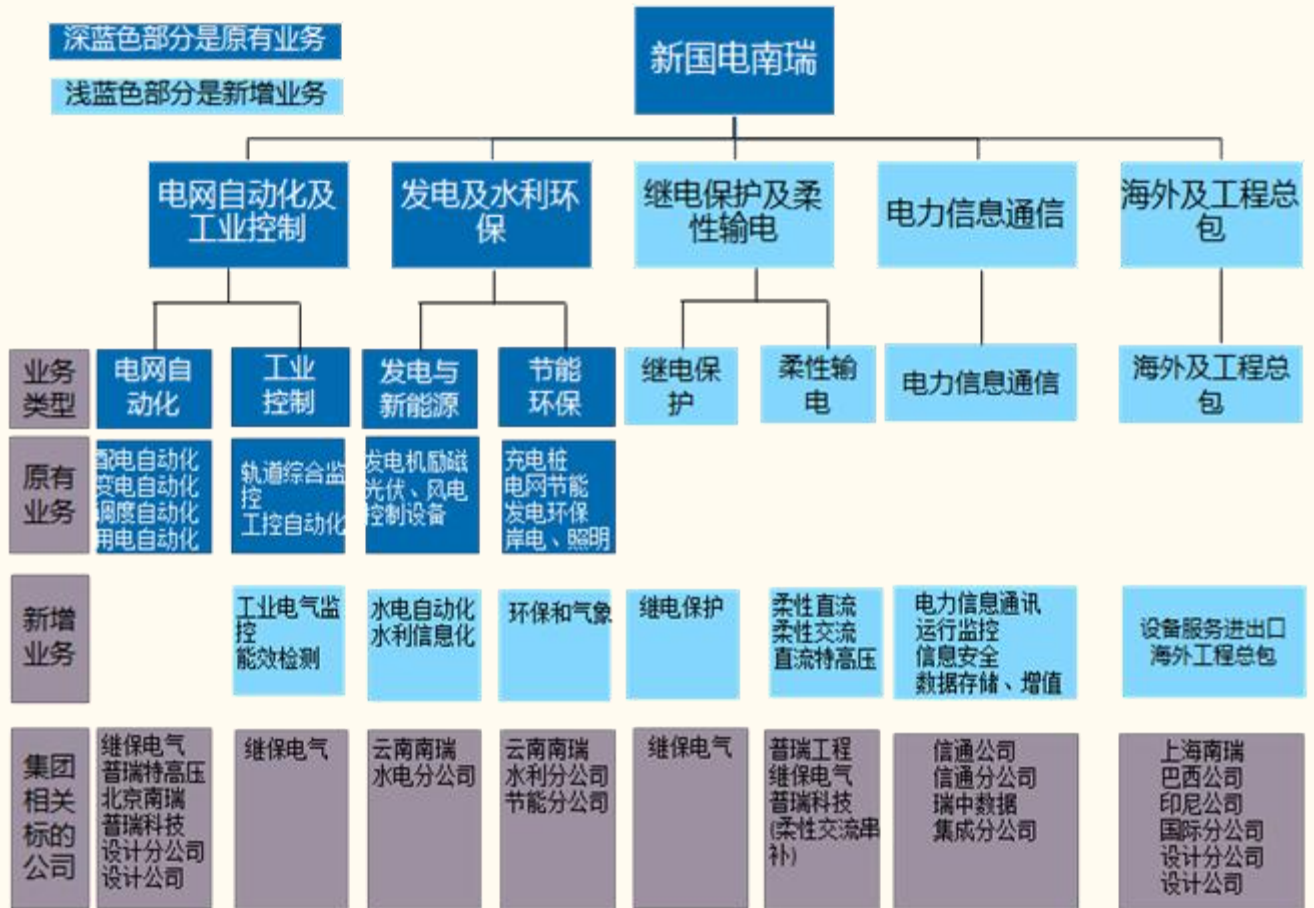 深蓝色部分是原有业务
浅蓝色部分是新增业务
新国电南瑞
电网自动化及
工业控制
发电及水利环
保
继电保护及柔
性输电
电力信息通信
海外及工程总
包
业务
类型
电网自
动化
工业
控制
发电与
新能源
节能
环保
继电保
护
柔性输
电
电力信息通信
海外及工程总
包
原有
业务
配电自动化
变电自动化
调度自动化
用电自动化
轨道综合监
控
工控自动化
发电机励磁
光伏、风电
控制设备
充电桩
电网节能
发电环保
岸电、照明
新增
业务
工业电气监
控
能效检测
水电自动化
水利信息化
环保和气象
继电保护
柔性直流
柔性交流
直流特高压
电力信息通讯
运行监控
信息安全
数据存储、增值
设备服务进出口
海外工程总包
集团
相关
标的
公司
继保电气
普瑞特高压
北京南瑞
普瑞科技
设计分公司
设计公司
继保电气
云南南瑞
水电分公司
云南南瑞
水利分公司
节能分公司
继保电气
普瑞工程
继保电气
普瑞科技
(柔性交流串
补)
信通公司
信通分公司
瑞中数据
集成分公司
上海南瑞
巴西公司
印尼公司
国际分公司
设计分公司
设计公司